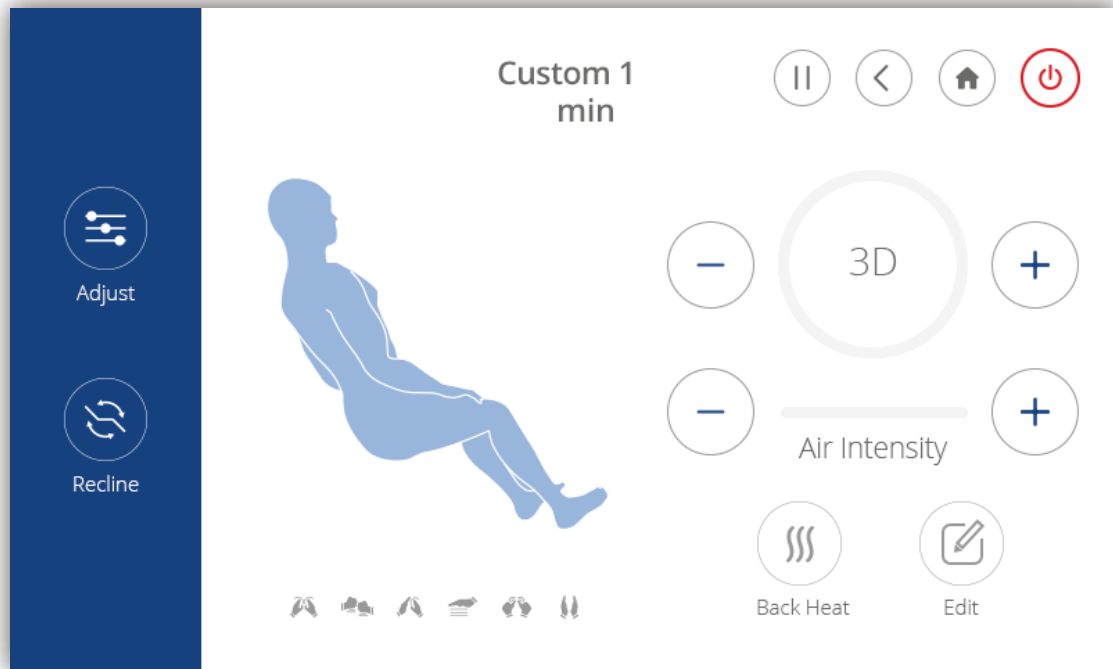 Custom 1
min
Adjust
3D
Air Intensity
Recline
Back Heat
Edit